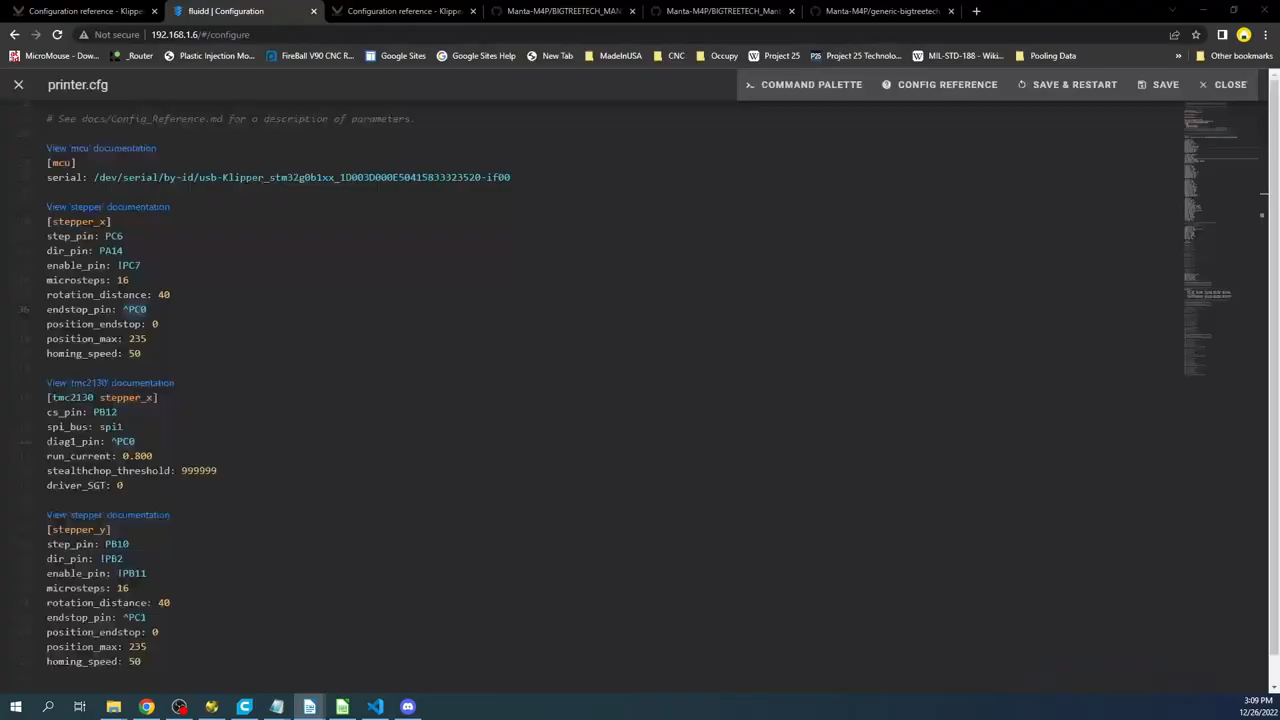 Configuration reference - Klipper
fluidd | Configuration
Configuration reference - Klipper
Manta-M4P/BIGTREETECH_MAN
Manta-M4P/BIGTREETECH_Mant
Manta-M4P/generic-bigtreetech
Not secure
192.168.1.6/#/configure
MicroMouse - Dow...
_Router
Plastic Injection Mo...
FireBall V90 CNC R...
Google Sites
Google Sites Help
New Tab
MadeInUSA
CNC
Occupy
Project 25
Project 25 Technolo...
MIL-STD-188 - Wiki...
Pooling Data
Other bookmarks
printer.cfg
COMMAND PALETTE
CONFIG REFERENCE
SAVE & RESTART
SAVE
CLOSE
# See docs/Config_Reference.md for a description of parameters.
View 'mcu' documentation
[mcu]
serial: /dev/serial/by-id/usb-Klipper_stm32g0b1xx_1D003D000E50415833323520-if00
View 'stepper' documentation
[stepper_x]
step_pin: PC6
dir_pin: PA14
enable_pin: !PC7
microsteps: 16
rotation_distance: 40
endstop_pin: ^PC0
position_endstop: 0
position_max: 235
homing_speed: 50
View 'tmc2130' documentation
[tmc2130 stepper_x]
cs_pin: PB12
spi_bus: spi1
diag1_pin: ^PC0
run_current: 0.800
stealthchop_threshold: 999999
driver_SGT: 0
View 'stepper' documentation
[stepper_y]
step_pin: PB10
dir_pin: !PB2
enable_pin: !PB11
microsteps: 16
rotation_distance: 40
endstop_pin: ^PC1
position_endstop: 0
position_max: 235
homing_speed: 50
3:09 PM
12/26/2022